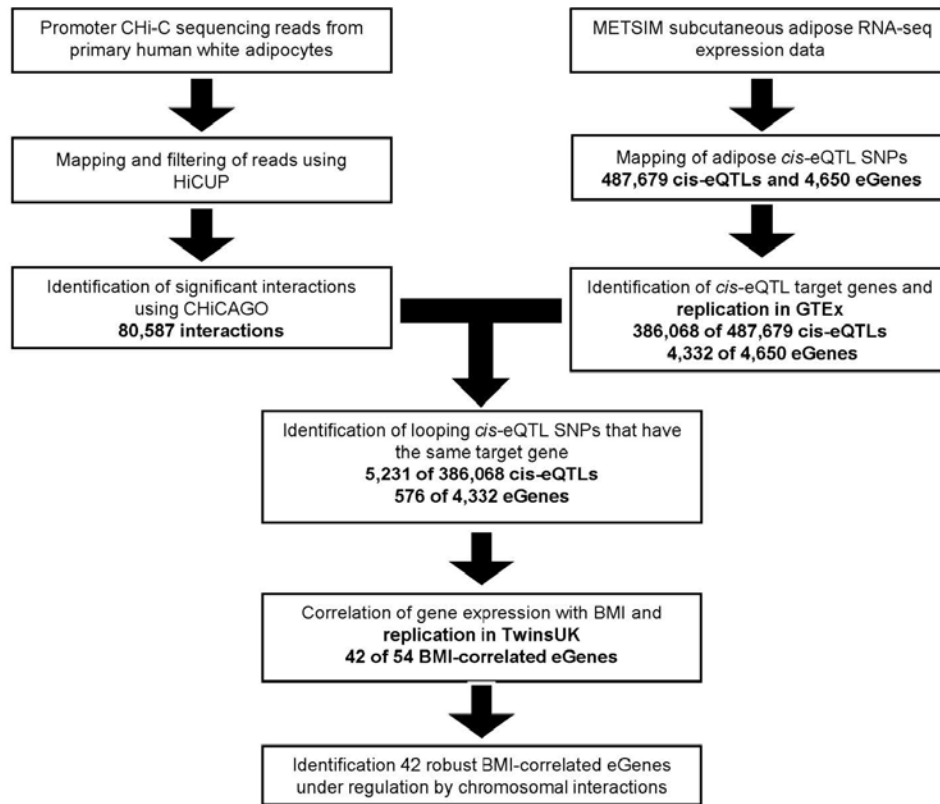 Promoter CHi-C sequencing reads from
primary human white adipocytes
METSIM subcutaneous adipose RNA-seq
expression data
Mapping and filtering of reads using
HiCUP
Mapping of adipose cis-eQTL SNPs
487,679 cis-eQTLs and 4,650 eGenes
Identification of significant interactions
using CHiCAGO
80,587 interactions
Identification of cis-eQTL target genes and
replication in GTEx
386,068 of 487,679 cis-eQTLs
4,332 of 4,650 eGenes
Identification of looping cis-eQTL SNPs that have
the same target gene
5,231 of 386,068 cis-eQTLs
576 of 4,332 eGenes
Correlation of gene expression with BMI and
replication in TwinsUK
42 of 54 BMI-correlated eGenes
Identification 42 robust BMI-correlated eGenes
under regulation by chromosomal interactions